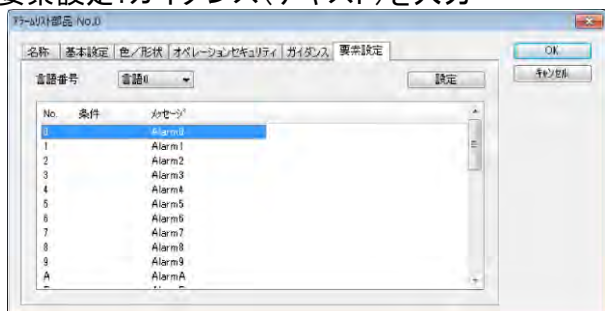 要素設定:ガイダンス(テキスト)を入力
アラームリスト部品 No.0
名称 基本設定 色/形状 オペレーションセキュリティ ガイダンス 要素設定
OK
キャンセル
言語番号 言語0 設定
No. 条件 メッセージ
0 Alarm0
1 Alarm1
2 Alarm2
3 Alarm3
4 Alarm4
5 Alarm5
6 Alarm6
7 Alarm7
8 Alarm8
9 Alarm9
A AlarmA